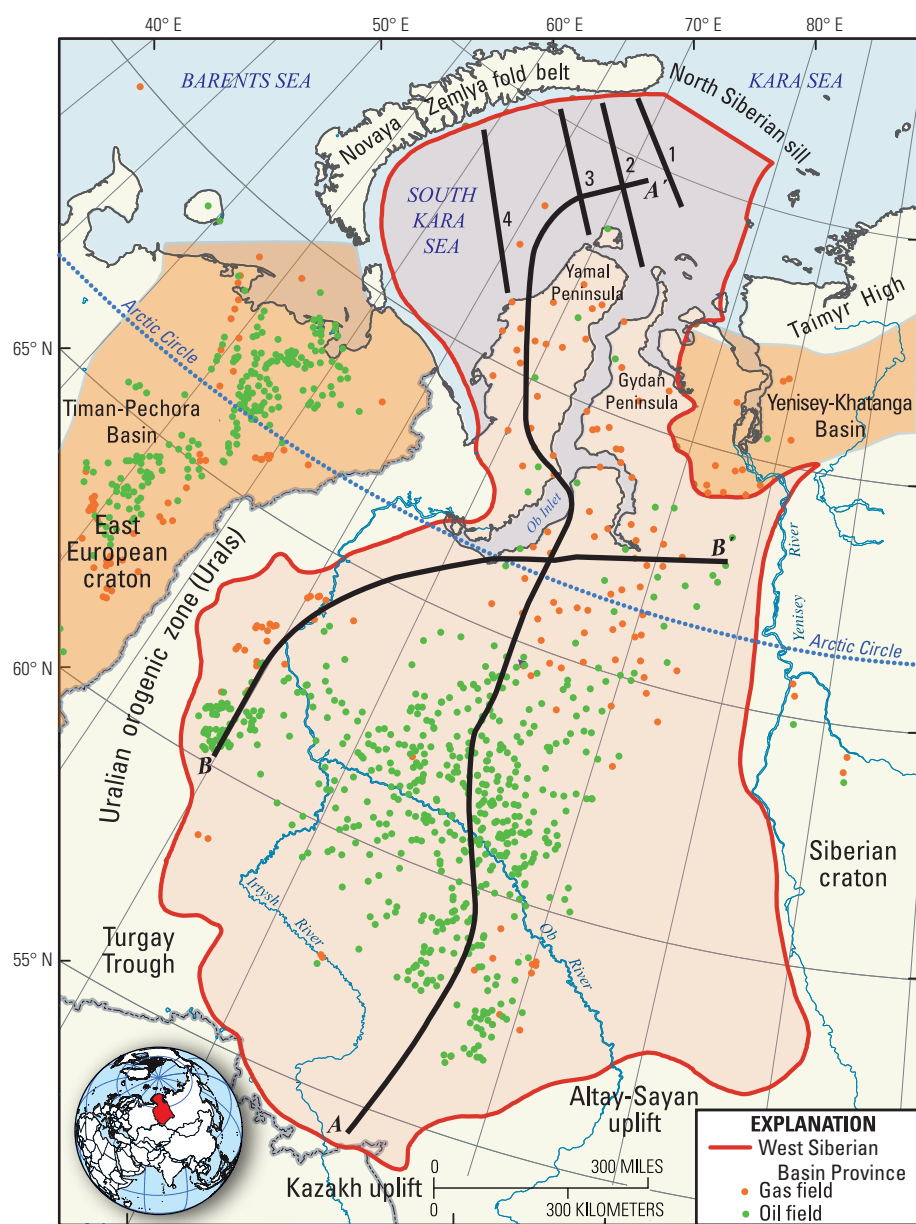 40° E
50° E
60° E
70° E
80° E
BARENTS SEA
KARA SEA
Novaya Zemlya fold belt
North Siberian sill
SOUTH
KARA
SEA
4
3
2
1
A′
Yamal
Peninsula
Taimyr High
Arctic Circle
65° N
Timan-Pechora
Basin
Gydan
Peninsula
Yenisey-Khatanga
Basin
East
European
craton
Ob Inlet
Uralian orogenic zone (Urals)
B′
Yenisey
River
Arctic Circle
60° N
B
Siberian
craton
Irtysh
River
Ob
River
Turgay
Trough
55° N
A
Altay-Sayan
uplift
Kazakh uplift
0 300 MILES
0 300 KILOMETERS
EXPLANATION
West Siberian
Basin Province
Gas field
Oil field